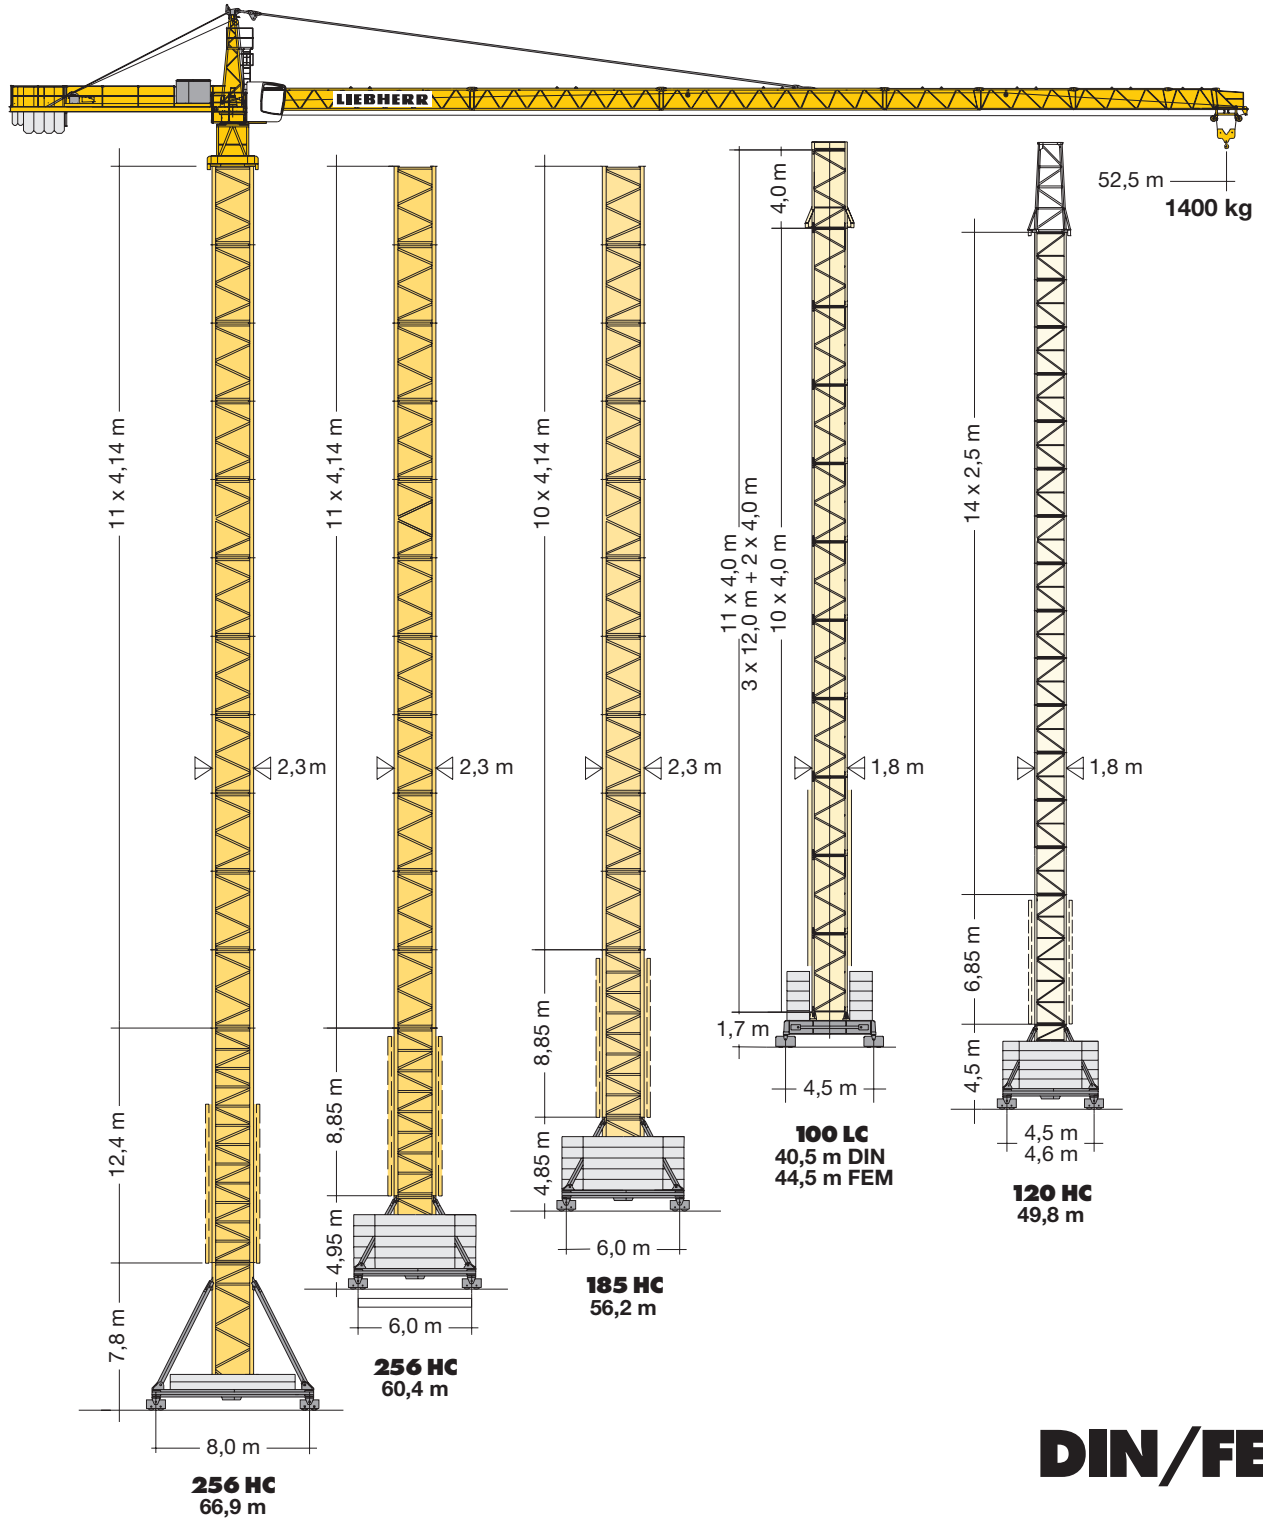 LIEBHERR
52,5 m
1400 kg
11 x 4,14 m
12,4 m
7,8 m
2,3 m
8,0 m
256 HC
66,9 m
11 x 4,14 m
8,85 m
4,95 m
2,3 m
6,0 m
256 HC
60,4 m
10 x 4,14 m
8,85 m
4,85 m
2,3 m
6,0 m
185 HC
56,2 m
4,0 m
11 x 4,0 m
3 x 12,0 m + 2 x 4,0 m
10 x 4,0 m
1,8 m
1,7 m
4,5 m
100 LC
40,5 m DIN
44,5 m FEM
14 x 2,5 m
1,8 m
6,85 m
4,5 m
4,5 m
4,6 m
120 HC
49,8 m
DIN/FE